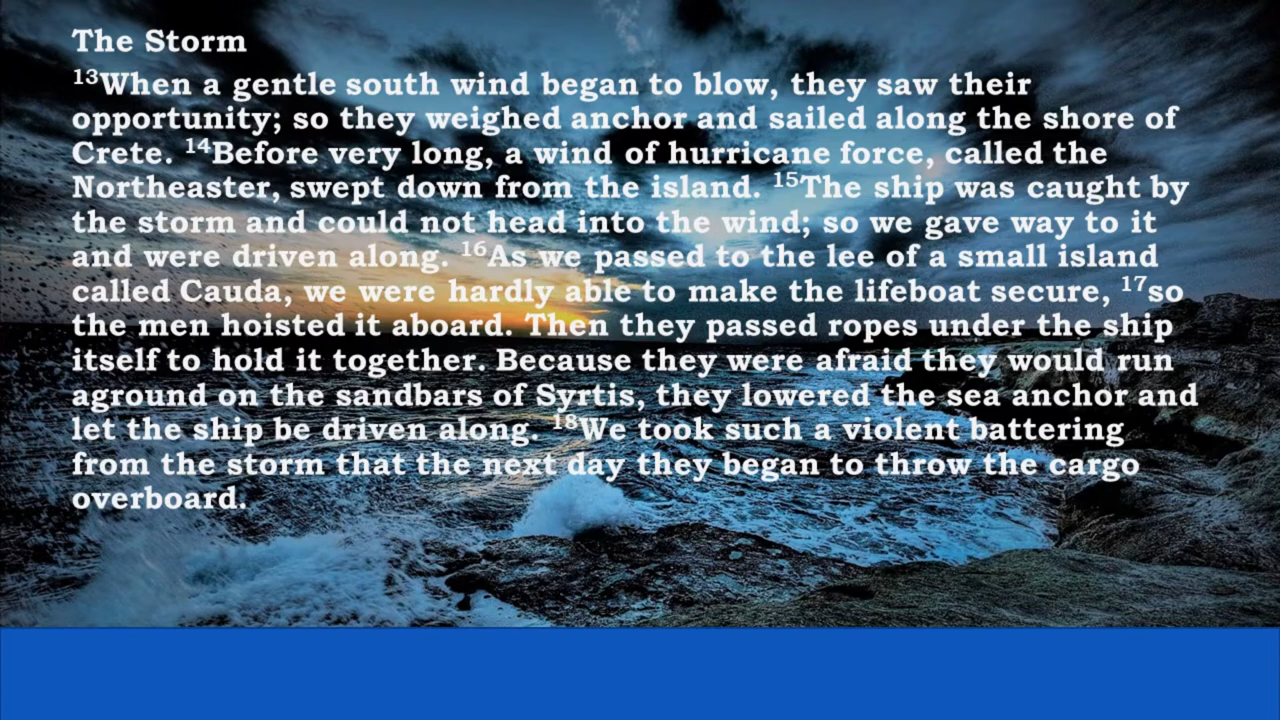 The Storm
13When a gentle south wind began to blow, they saw their
opportunity; so they weighed anchor and sailed along the shore of
Crete. 14Before very long, a wind of hurricane force, called the
Northeaster, swept down from the island. 15The ship was caught by
the storm and could not head into the wind; so we gave way to it
and were driven along. 16As we passed to the lee of a small island
called Cauda, we were hardly able to make the lifeboat secure, 17so
the men hoisted it aboard. Then they passed ropes under the ship
itself to hold it together. Because they were afraid they would run
aground on the sandbars of Syrtis, they lowered the sea anchor and
let the ship be driven along. 18We took such a violent battering
from the storm that the next day they began to throw the cargo
overboard.